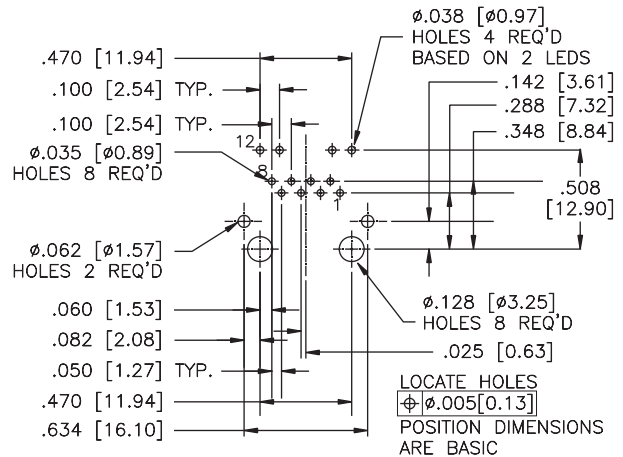 ø.038 [ø0.97]
HOLES 4 REQ'D
BASED ON 2 LEDS
.470 [11.94]
.142 [3.61]
.100 [2.54] TYP.
.288 [7.32]
.100 [2.54] TYP.
.348 [8.84]
12
ø.035 [ø0.89]
HOLES 8 REQ'D
8
.508
[12.90]
1
ø.062 [ø1.57]
HOLES 2 REQ'D
ø.128 [ø3.25]
HOLES 8 REQ'D
.060 [1.53]
.082 [2.08]
.025 [0.63]
.050 [1.27] TYP.
LOCATE HOLES
⌖ ø.005[0.13]
.470 [11.94]
POSITION DIMENSIONS
ARE BASIC
.634 [16.10]